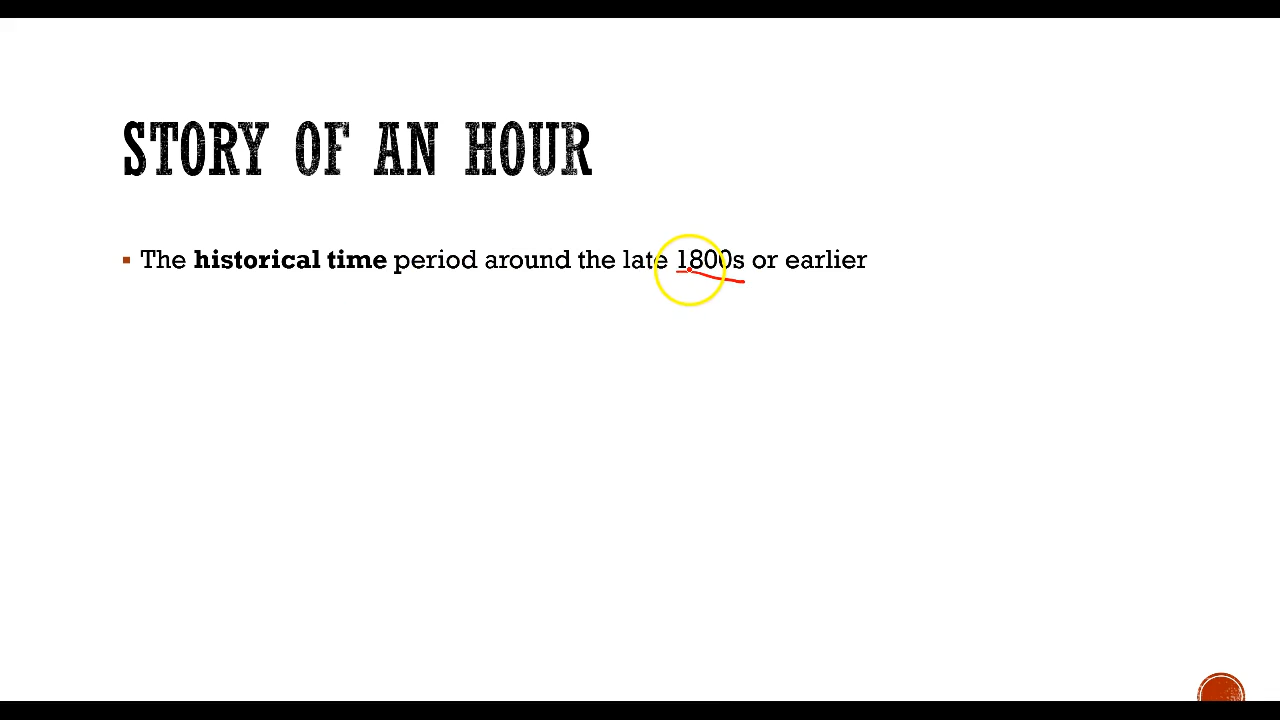 STORY OF AN HOUR
The historical time period around the late 1800s or earlier